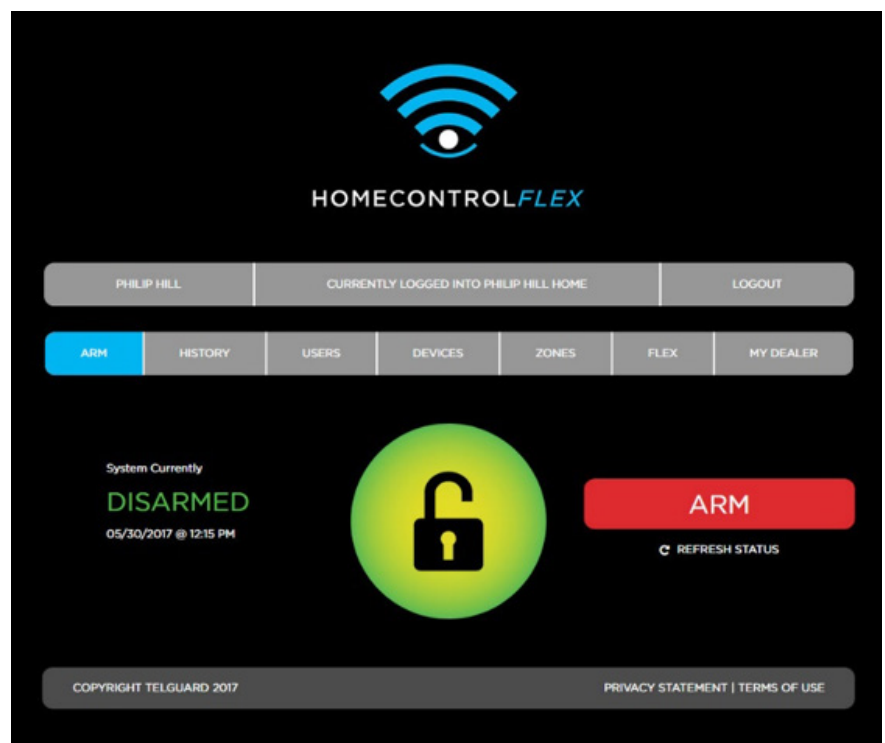 HOMECONTROLFLEX
PHILIP HILL
CURRENTLY LOGGED INTO PHILIP HILL HOME
LOGOUT
ARM
HISTORY
USERS
DEVICES
ZONES
FLEX
MY DEALER
System Currently
DISARMED
05/30/2017 @ 12:15 PM
ARM
REFRESH STATUS
COPYRIGHT TELGUARD 2017
PRIVACY STATEMENT | TERMS OF USE